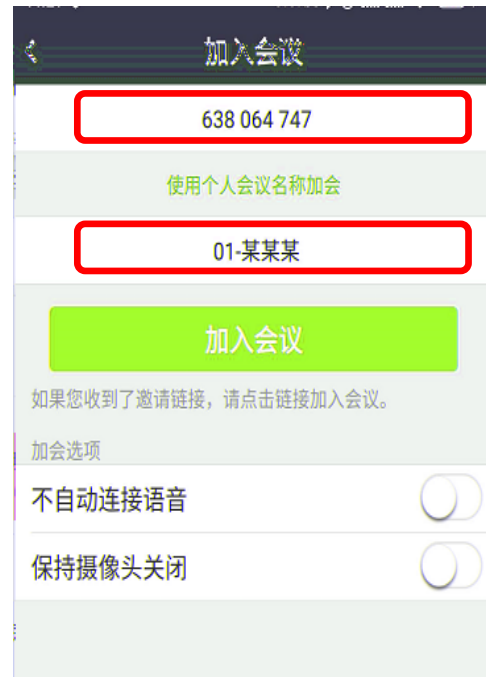 加入会议
638 064 747
使用个人会议名称加会
01-某某某
加入会议
如果您收到了邀请链接，请点击链接加入会议。
加会选项
不自动连接语音
保持摄像头关闭